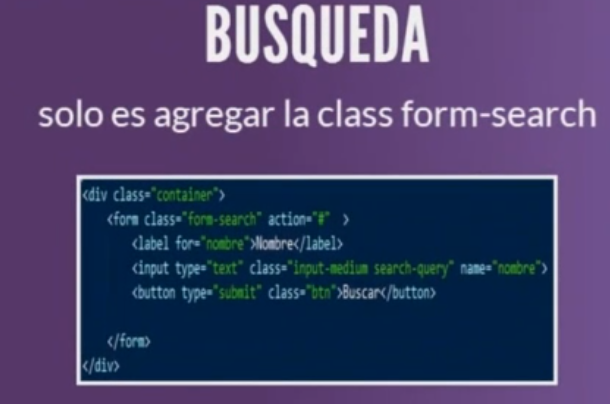 BUSQUEDA
solo es agregar la class form-search
<div class="container">
<form class="form-search" action="#" >
<label for="nombre">Nombre</label>
<input type="text" class="input-medium search-query" name="nombre">
<button type="submit" class="btn">Buscar</button>
</form>
</div>